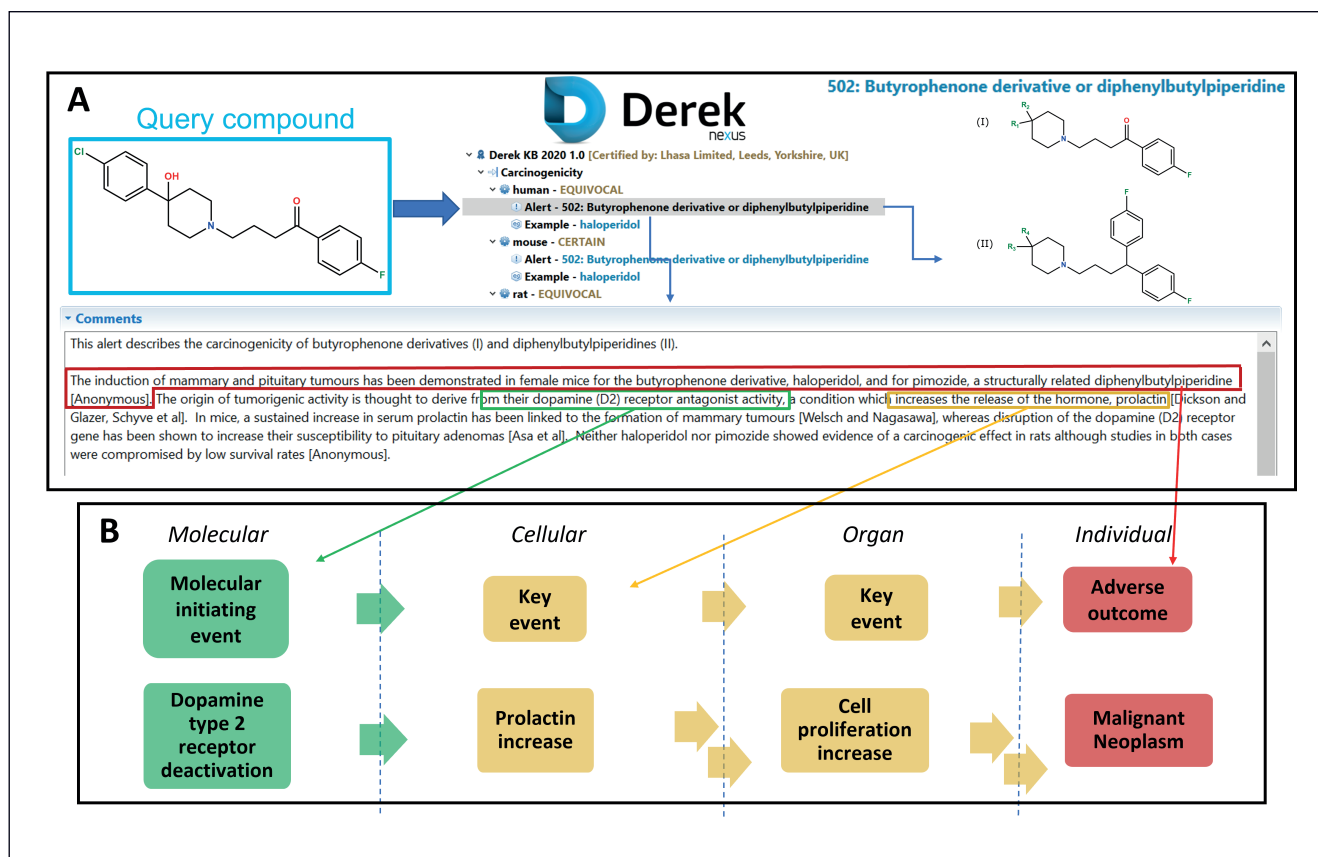 A
Query compound
Cl
OH
N
O
F
Derek
nexus
Derek KB 2020 1.0 [Certified by: Lhasa Limited, Leeds, Yorkshire, UK]
Carcinogenicity
human - EQUIVOCAL
Alert - 502: Butyrophenone derivative or diphenylbutylpiperidine
Example - haloperidol
mouse - CERTAIN
Alert - 502: Butyrophenone derivative or diphenylbutylpiperidine
Example - haloperidol
rat - EQUIVOCAL
502: Butyrophenone derivative or diphenylbutylpiperidine
(I)
R2
R1
N
O
F
(II)
F
R4
R3
N
F
Comments
This alert describes the carcinogenicity of butyrophenone derivatives (I) and diphenylbutylpiperidines (II).
The induction of mammary and pituitary tumours has been demonstrated in female mice for the butyrophenone derivative, haloperidol, and for pimozide, a structurally related diphenylbutylpiperidine
[Anonymous]. The origin of tumorigenic activity is thought to derive from their dopamine (D2) receptor antagonist activity, a condition which increases the release of the hormone, prolactin [Dickson and
Glazer, Schyve et al]. In mice, a sustained increase in serum prolactin has been linked to the formation of mammary tumours [Welsch and Nagasawa], whereas disruption of the dopamine (D2) receptor
gene has been shown to increase their susceptibility to pituitary adenomas [Asa et al]. Neither haloperidol nor pimozide showed evidence of a carcinogenic effect in rats although studies in both cases
were compromised by low survival rates [Anonymous].
B
Molecular
Cellular
Organ
Individual
Molecular
initiating
event
Key
event
Key
event
Adverse
outcome
Dopamine
type 2
receptor
deactivation
Prolactin
increase
Cell
proliferation
increase
Malignant
Neoplasm